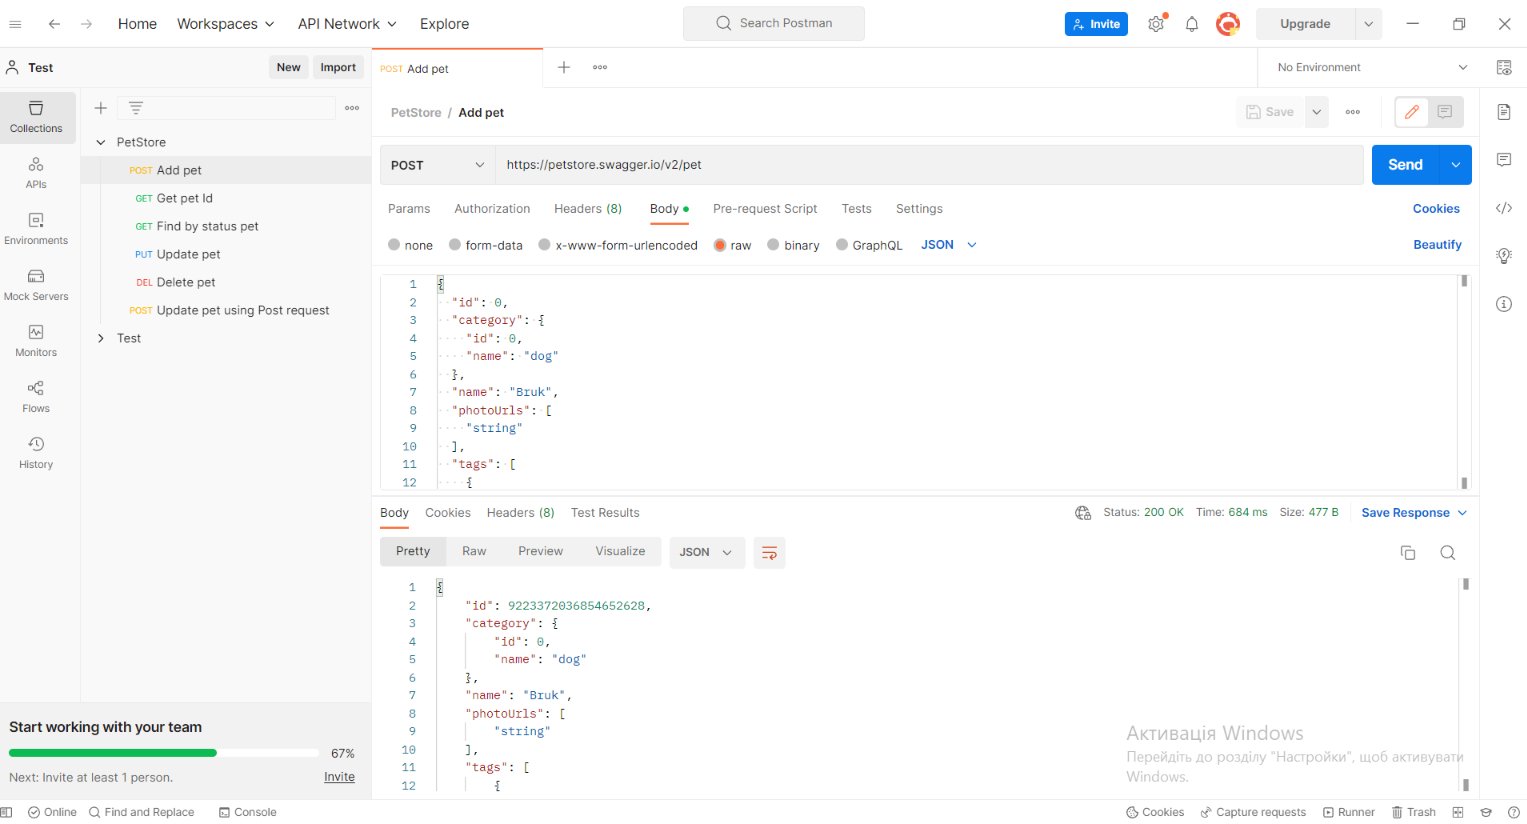 Home Workspaces API Network Explore Search Postman Invite Upgrade
Test New Import POST Add pet No Environment
Collections
APIs
Environments
Mock Servers
Monitors
Flows
History
PetStore
POST Add pet
GET Get pet Id
GET Find by status pet
PUT Update pet
DEL Delete pet
POST Update pet using Post request
Test
Start working with your team
67%
Next: Invite at least 1 person. Invite
PetStore / Add pet Save
POST https://petstore.swagger.io/v2/pet Send
Params Authorization Headers (8) Body Pre-request Script Tests Settings Cookies
none form-data x-www-form-urlencoded raw binary GraphQL JSON Beautify
1 {
2 "id": 0,
3 "category": {
4 "id": 0,
5 "name": "dog"
6 },
7 "name": "Bruk",
8 "photoUrls": [
9 "string"
10 ],
11 "tags": [
12 {
Body Cookies Headers (8) Test Results Status: 200 OK Time: 684 ms Size: 477 B Save Response
Pretty Raw Preview Visualize JSON
1 {
2 "id": 9223372036854652628,
3 "category": {
4 "id": 0,
5 "name": "dog"
6 },
7 "name": "Bruk",
8 "photoUrls": [
9 "string"
10 ],
11 "tags": [
12 {
Активація Windows
Перейдіть до розділу "Настройки", щоб активувати
Windows.
Online Find and Replace Console Cookies Capture requests Runner Trash